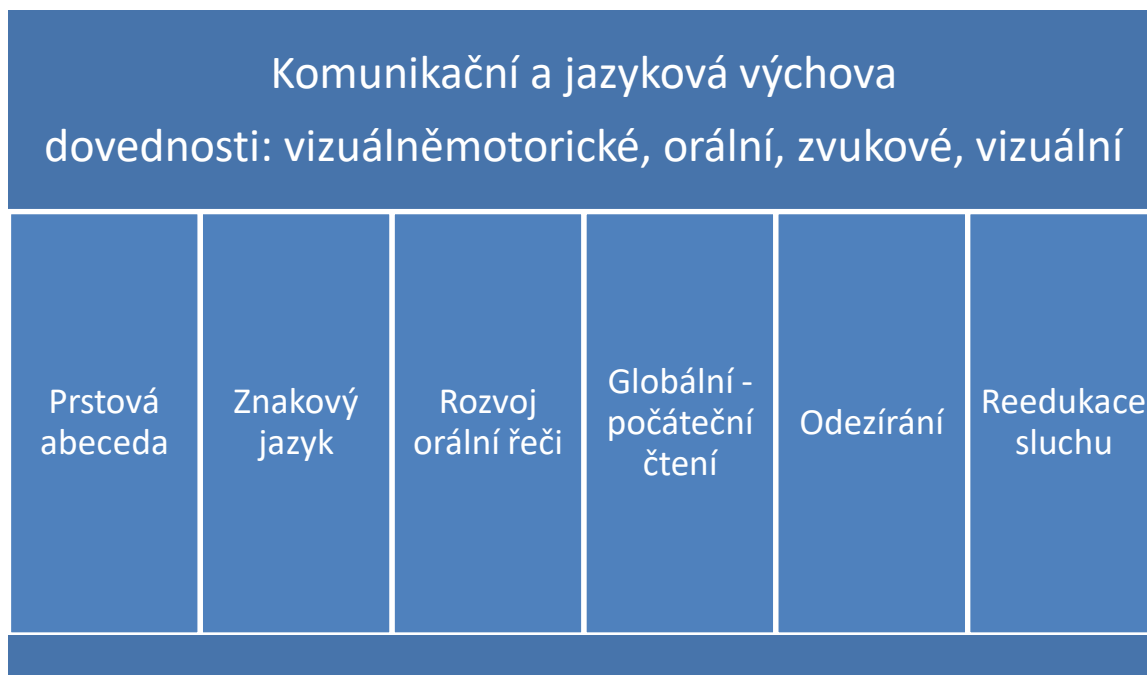 Komunikační a jazyková výchova
dovednosti: vizuálněmotorické, orální, zvukové, vizuální
Prstová
abeceda
Znakový
jazyk
Rozvoj
orální řeči
Globální -
počáteční
čtení
Odezírání
Reedukace
sluchu